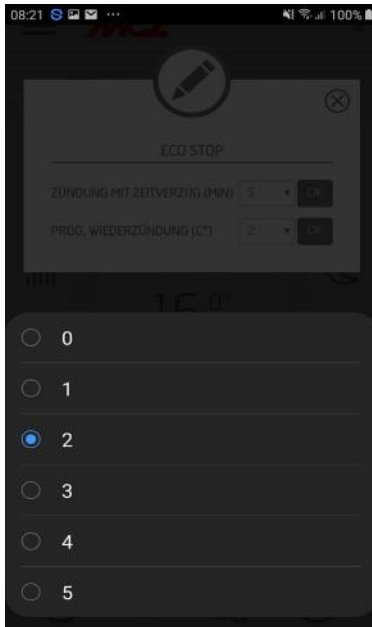 08:21 ... 100%
MCZ
ECO STOP
ZÜNDUNG MIT ZEITVERZUG (MIN) 5 OK
PROG. WIEDERZÜNDUNG (C°) 2 OK
0
1
2
3
4
5